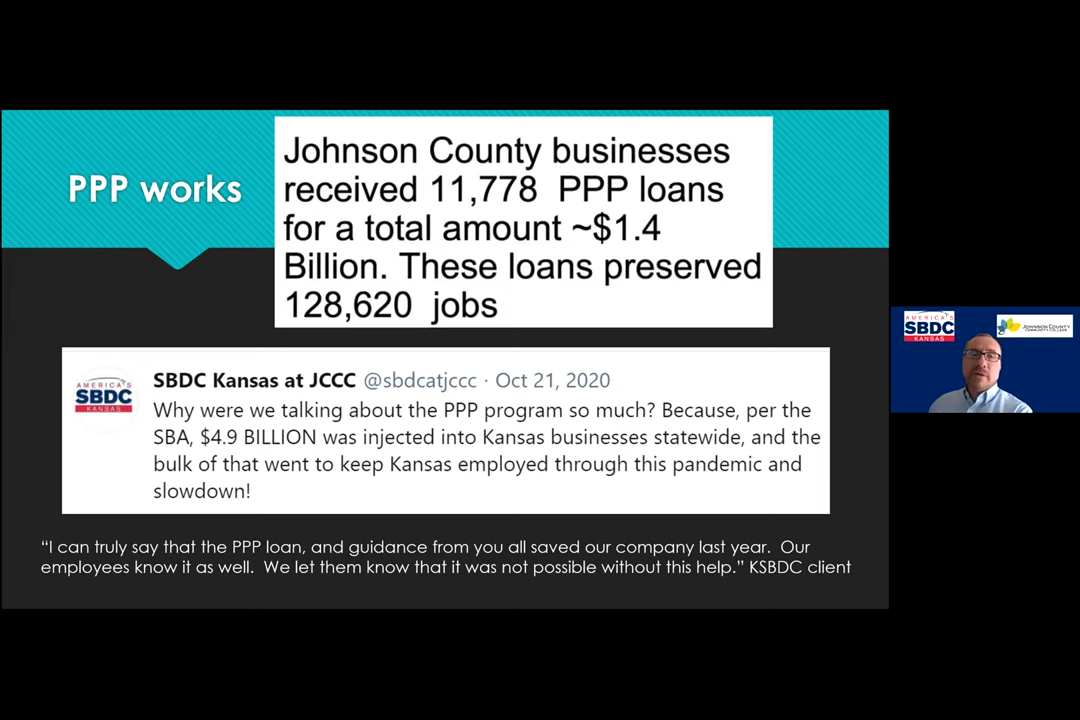 PPP works
Johnson County businesses
received 11,778 PPP loans
for a total amount ~$1.4
Billion. These loans preserved
128,620 jobs
AMERICA'S
SBDC
KANSAS
SBDC Kansas at JCCC @sbdcatjccc · Oct 21, 2020
Why were we talking about the PPP program so much? Because, per the
SBA, $4.9 BILLION was injected into Kansas businesses statewide, and the
bulk of that went to keep Kansas employed through this pandemic and
slowdown!
“I can truly say that the PPP loan, and guidance from you all saved our company last year. Our
employees know it as well. We let them know that it was not possible without this help.” KSBDC client
AMERICA'S
SBDC
KANSAS
JOHNSON COUNTY
COMMUNITY COLLEGE